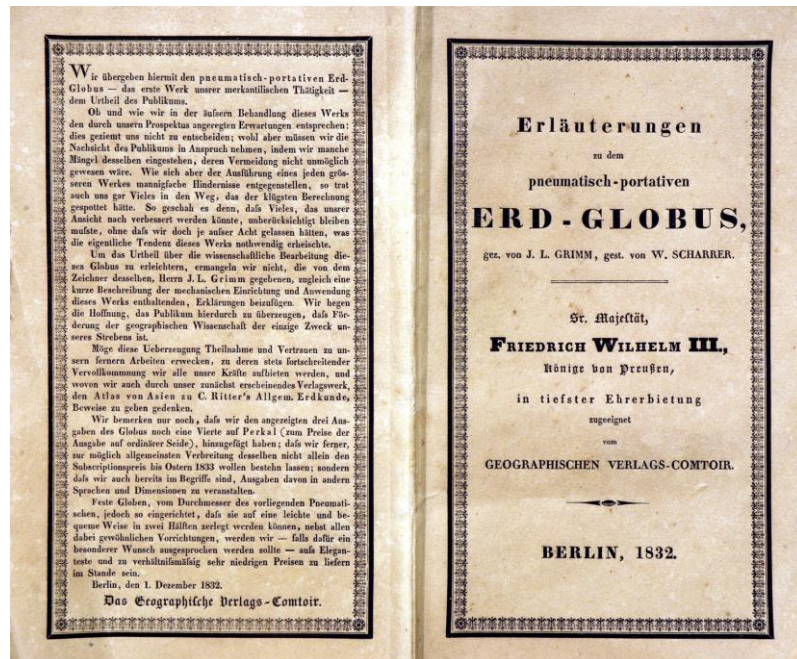 Wir übergeben hiermit den pneumatisch-portativen Erd-
Globus — das erste Werk unsrer merkantilischen Thätigkeit —
dem Urtheil des Publikums.
Ob und wie wir in der äufsern Behandlung dieses Werks
den durch unsern Prospektus angeregten Erwartungen entsprechen:
dies geziemt uns nicht zu entscheiden; wohl aber müssen wir die
Nachsicht des Publikums in Anspruch nehmen, indem wir manche
Mängel desselben eingestehen, deren Vermeidung nicht unmöglich
gewesen wäre. Wie sich aber der Ausführung eines jeden grös-
seren Werkes mannigfache Hindernisse entgegenstellen, so trat
auch uns gar Vieles in den Weg, das der klügsten Berechnung
gespottet hätte. So geschah es denn, dafs Vieles, das unsrer
Ansicht nach verbessert werden könnte, unberücksichtigt bleiben
mufste, ohne dafs wir doch je aufser Acht gelassen hätten, was
die eigentliche Tendenz dieses Werks nothwendig erheischte.
Um das Urtheil über die wissenschaftliche Bearbeitung die-
ses Globus zu erleichtern, ermangeln wir nicht, die von dem
Zeichner desselben, Herrn J. L. Grimm gegebenen, zugleich eine
kurze Beschreibung der mechanischen Einrichtung und Anwendung
dieses Werks enthaltenden, Erklärungen beizufügen. Wir hegen
die Hoffnung, das Publikum hierdurch zu überzeugen, dafs För-
derung der geographischen Wissenschaft der einzige Zweck un-
seres Strebens ist.
Möge diese Ueberzeugung Theilnahme und Vertrauen zu un-
sern fernern Arbeiten erwecken, zu deren stets fortschreitender
Vervollkommnung wir alle unsre Kräfte aufbieten werden, und
wovon wir auch durch unser zunächst erscheinendes Verlagswerk,
den Atlas von Asien zu C. Ritter's Allgem. Erdkunde,
Beweise zu geben gedenken.
Wir bemerken nur noch, dafs wir den angezeigten drei Aus-
gaben des Globus noch eine Vierte auf Perkal (zum Preise der
Ausgabe auf ordinärer Seide), hinzugefügt haben; dafs wir ferner,
zur möglich allgemeinsten Verbreitung desselben nicht allein den
Subscriptionspreis bis Ostern 1833 wollen bestehn lassen; sondern
dafs wir auch bereits im Begriffe sind, Ausgaben davon in andern
Sprachen und Dimensionen zu veranstalten.
Feste Globen, vom Durchmesser des vorliegenden Pneumati-
schen, jedoch so eingerichtet, dafs sie auf eine leichte und be-
queme Weise in zwei Hälften zerlegt werden können, nebst allen
dabei gewöhnlichen Vorrichtungen, werden wir — falls dafür ein
besonderer Wunsch ausgesprochen werden sollte — aufs Elegan-
teste und zu verhältnifsmäfsig sehr niedrigen Preisen zu liefern
im Stande sein.
Berlin, den 1. Dezember 1832.
Das Geographische Verlags-Comtoir.
Erläuterungen
zu dem
pneumatisch-portativen
ERD-GLOBUS,
gez. von J. L. GRIMM, gest. von W. SCHARRER.
Sr. Majestät,
FRIEDRICH WILHELM III.,
Könige von Preußen,
in tiefster Ehrerbietung
zugeeignet
vom
GEOGRAPHISCHEN VERLAGS-COMTOIR.
BERLIN, 1832.